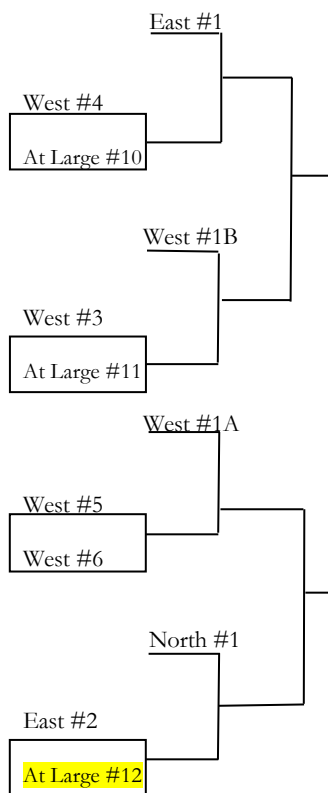 East #1
West #4
At Large #10
West #1B
West #3
At Large #11
West #1A
West #5
West #6
North #1
East #2
At Large #12